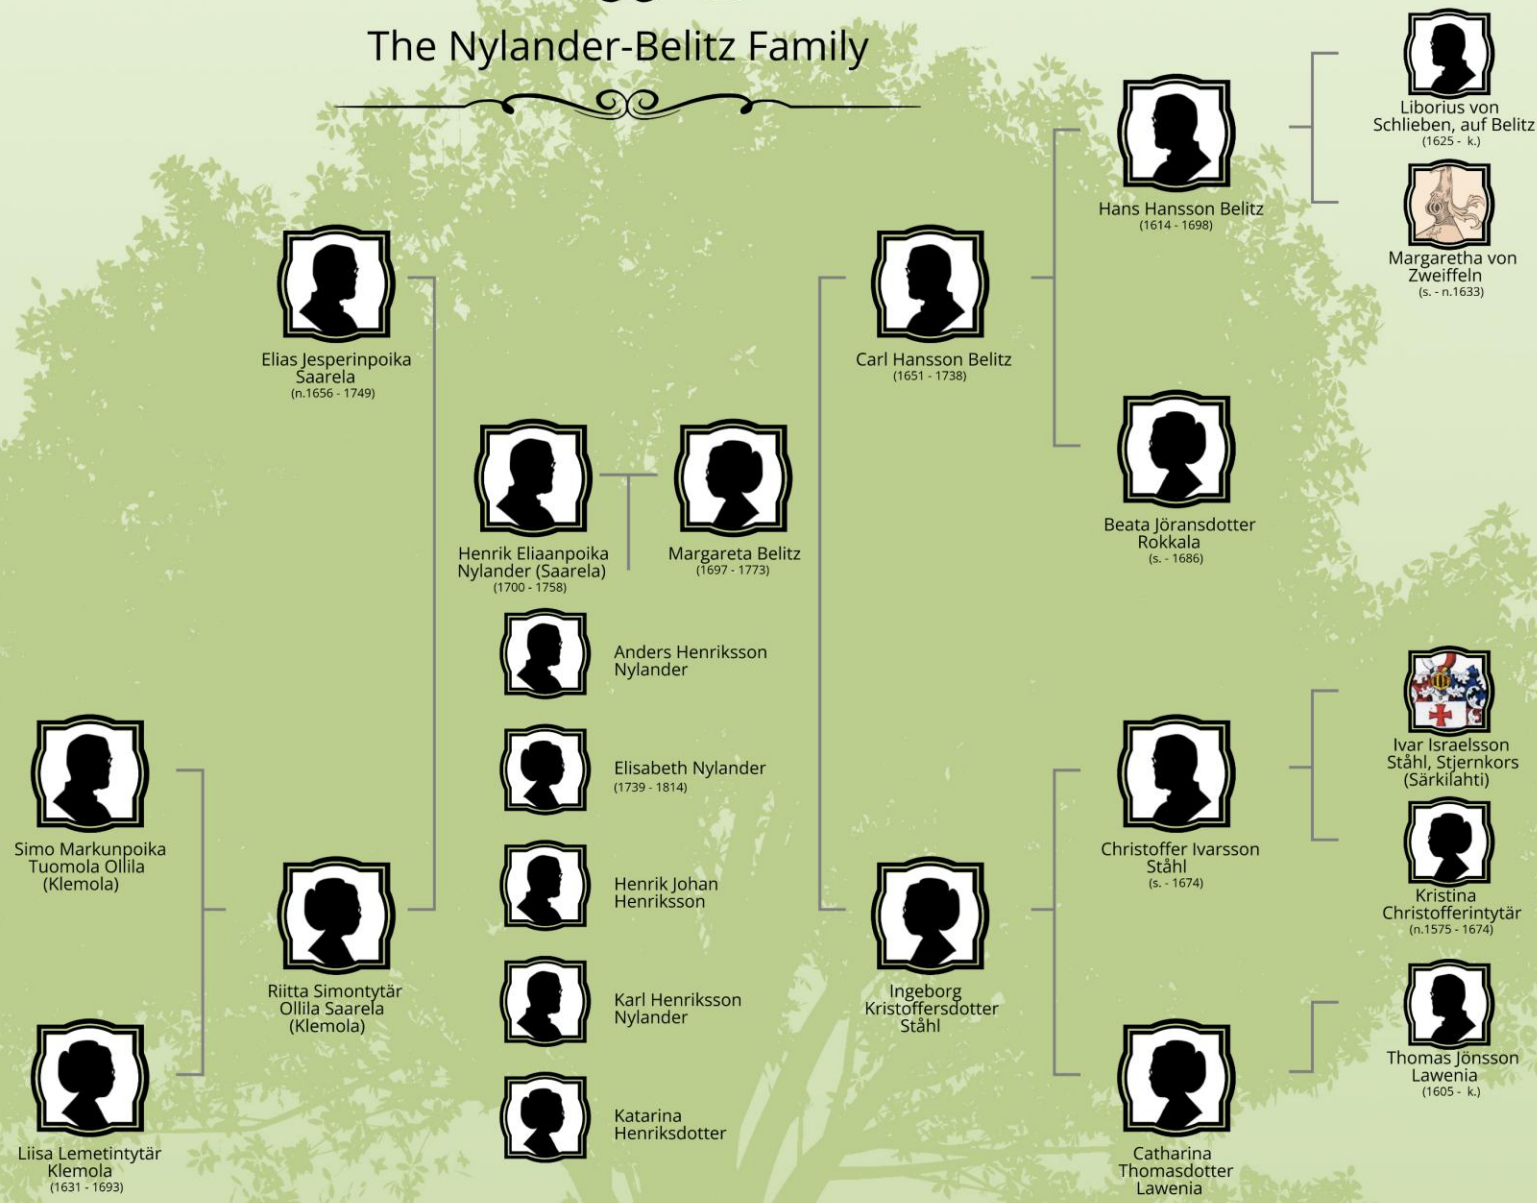 The Nylander-Belitz Family
Liborius von
Schlieben, auf Belitz
(1625 - k.)
Margaretha von
Zweiffeln
(s. - n.1633)
Hans Hansson Belitz
(1614 - 1698)
Elias Jesperinpoika
Saarela
(n.1656 - 1749)
Carl Hansson Belitz
(1651 - 1738)
Beata Jöransdotter
Rokkala
(s. - 1686)
Henrik Eliaanpoika
Nylander (Saarela)
(1700 - 1758)
Margareta Belitz
(1697 - 1773)
Anders Henriksson
Nylander
Elisabeth Nylander
(1739 - 1814)
Henrik Johan
Henriksson
Karl Henriksson
Nylander
Katarina
Henriksdotter
Simo Markunpoika
Tuomola Ollila
(Klemola)
Riitta Simontytär
Ollila Saarela
(Klemola)
Liisa Lemetintytär
Klemola
(1631 - 1693)
Ingeborg
Kristoffersdotter
Ståhl
Christoffer Ivarsson
Ståhl
(s. - 1674)
Ivar Israelsson
Ståhl, Stjernkors
(Särkilahti)
Kristina
Christofferintytär
(n.1575 - 1674)
Thomas Jönsson
Lawenia
(1605 - k.)
Catharina
Thomasdotter
Lawenia